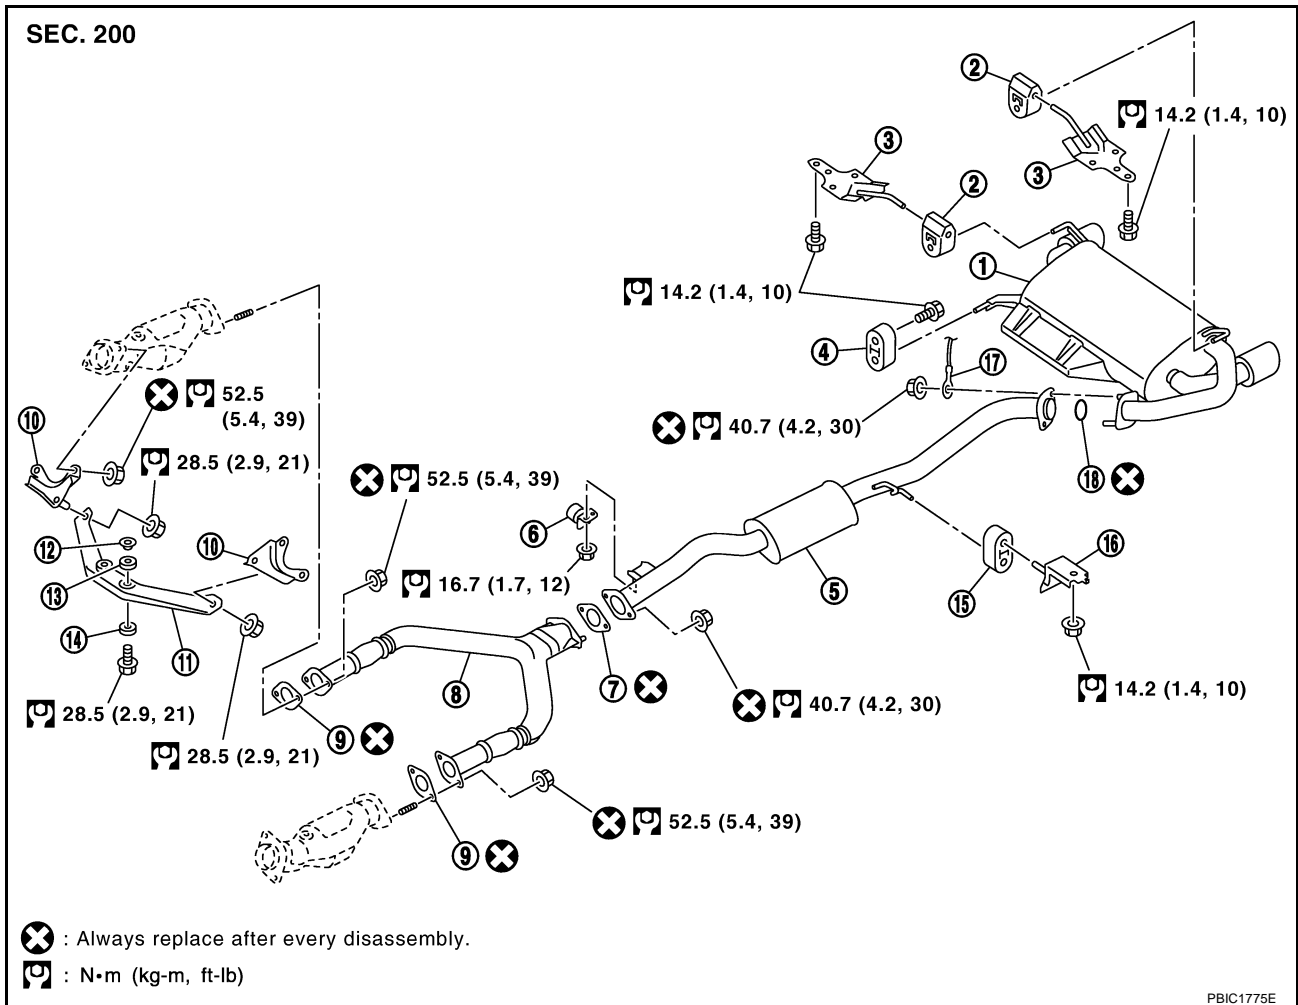 SEC. 200
2
14.2 (1.4, 10)
3
3
2
1
14.2 (1.4, 10)
4
17
52.5
(5.4, 39)
10
40.7 (4.2, 30)
28.5 (2.9, 21)
52.5 (5.4, 39)
18
6
12
10
16
16.7 (1.7, 12)
5
13
15
14
11
8
7
14.2 (1.4, 10)
28.5 (2.9, 21)
40.7 (4.2, 30)
9
28.5 (2.9, 21)
52.5 (5.4, 39)
9
: Always replace after every disassembly.
: N•m (kg-m, ft-lb)
PBIC1775E